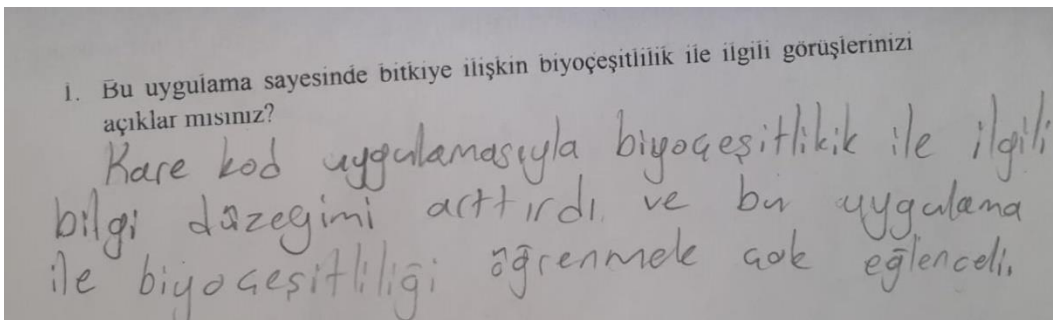 1. Bu uygulama sayesinde bitkiye ilişkin biyoçeşitlilik ile ilgili görüşlerinizi
açıklar mısınız?
Kare kod uygulamasıyla biyoçeşitlikik ile ilgili
bilgi düzeyimi arttırdı. ve bu uygulama
ile biyoçeşitliliği öğrenmek çok eğlenceli.